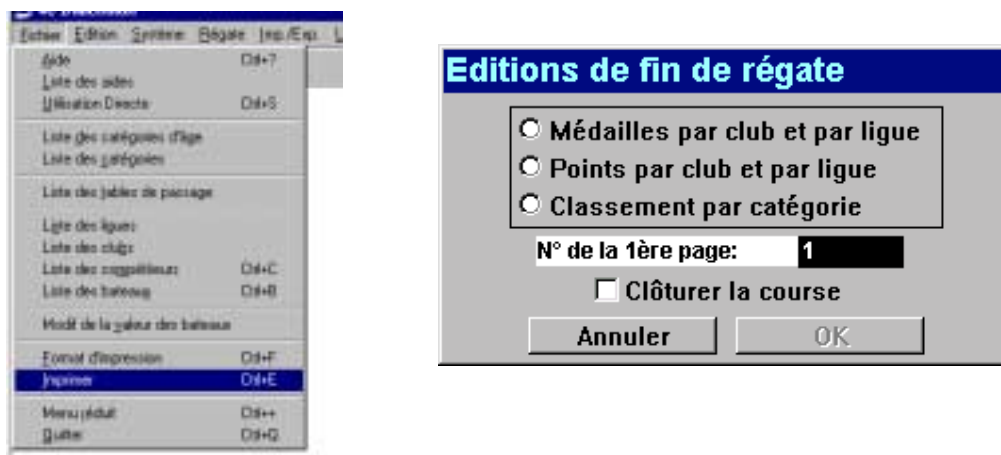 4e Dimension
Fichier Edition Système Régate Imp./Exp.
Aide Ctrl+?
Liste des aides
Utilisation Directe Ctrl+S
Liste des catégories d'âge
Liste des catégories
Liste des tables de passage
Ligte des ligues
Liste des clubs
Liste des compétiteurs Ctrl+C
Liste des bateaux Ctrl+B
Modif de la valeur des bateaux
Format d'impression Ctrl+F
Imprimer Ctrl+E
Menu réduit Ctrl++
Quitter Ctrl+Q
Editions de fin de régate
Médailles par club et par ligue
Points par club et par ligue
Classement par catégorie
N° de la 1ère page: 1
Clôturer la course
Annuler OK